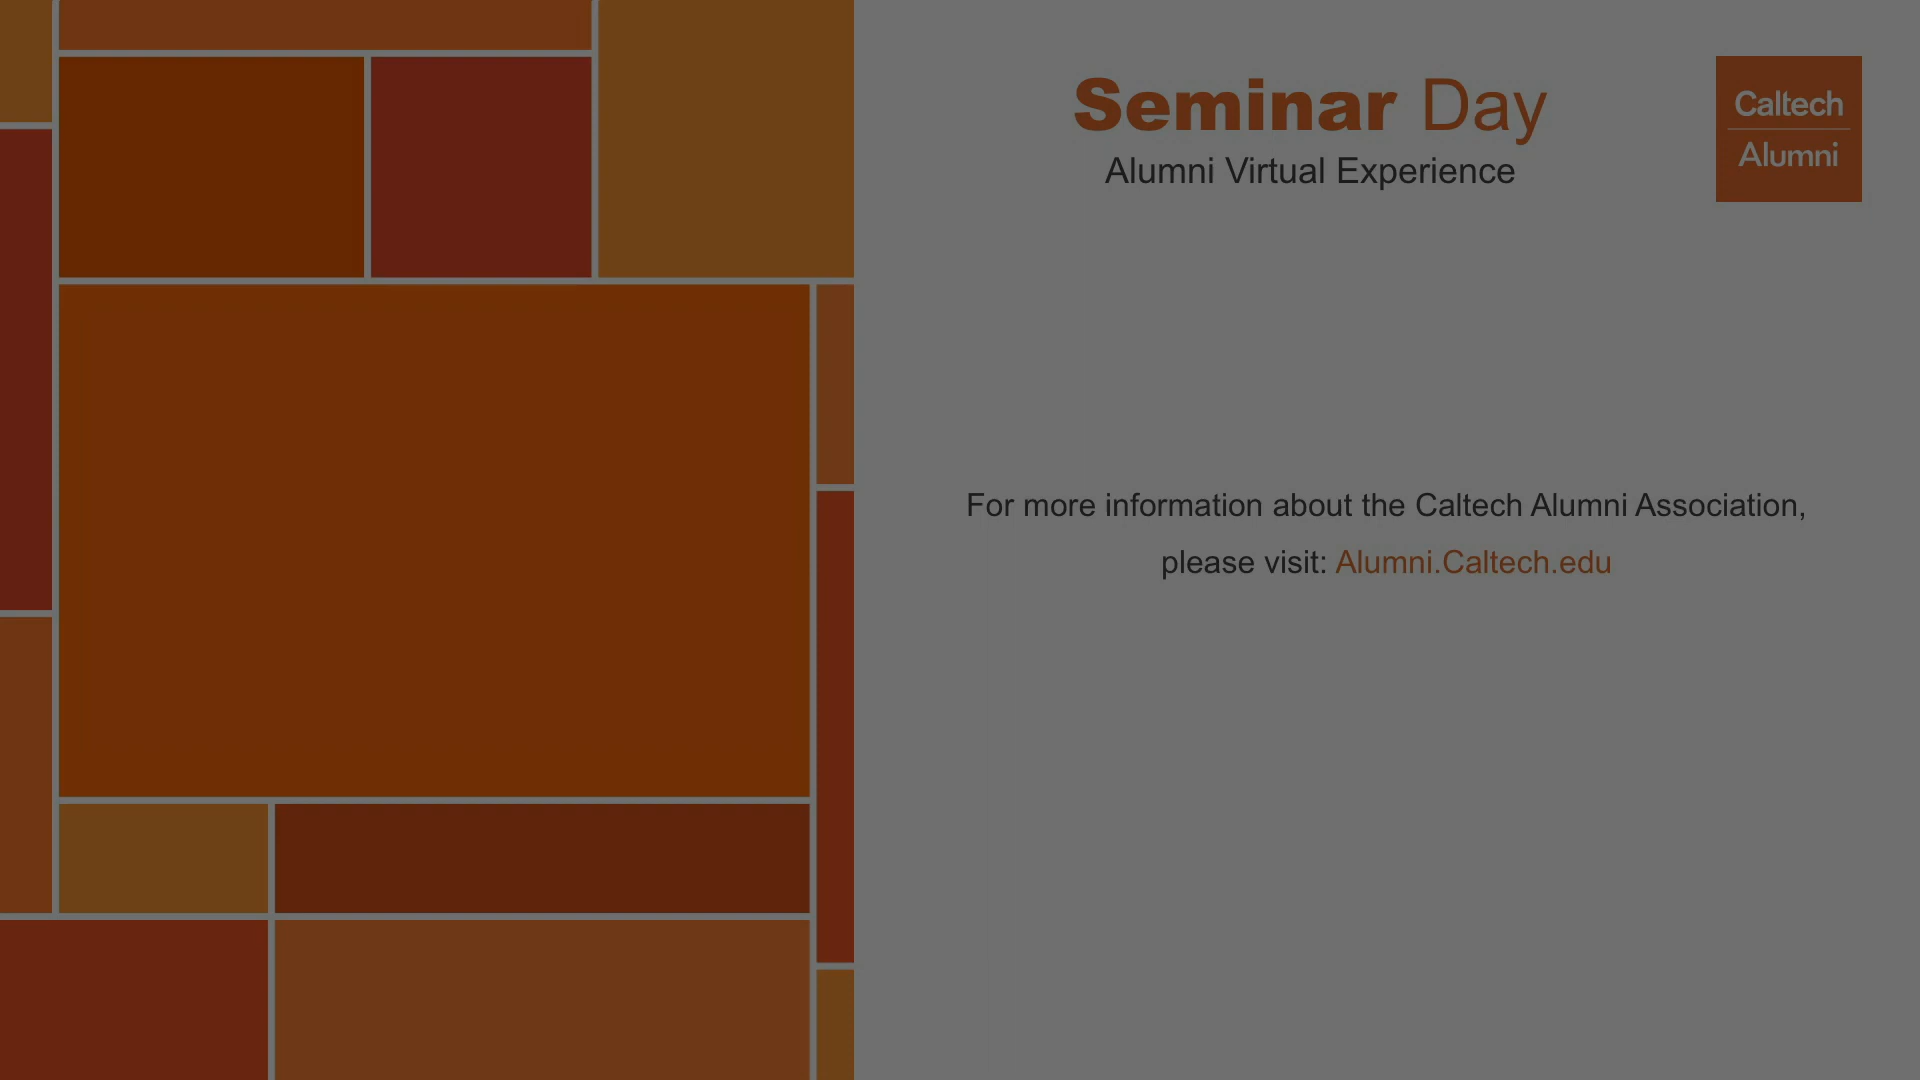 Seminar Day
Alumni Virtual Experience
Caltech
Alumni
For more information about the Caltech Alumni Association,
please visit: Alumni.Caltech.edu